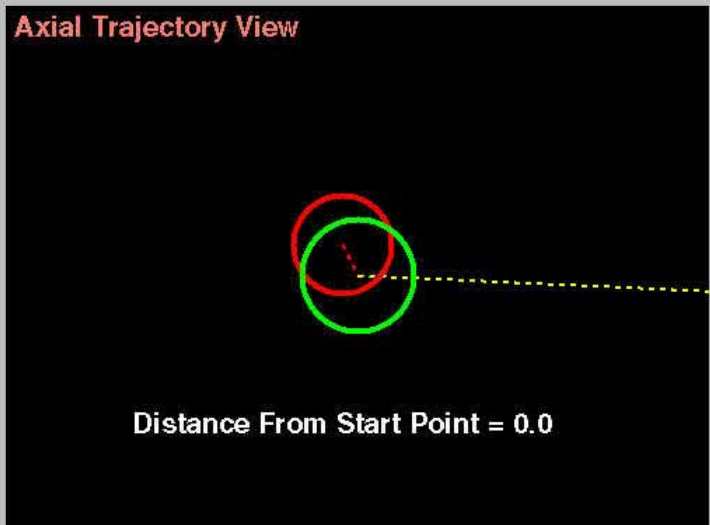 Axial Trajectory View
Distance From Start Point = 0.0